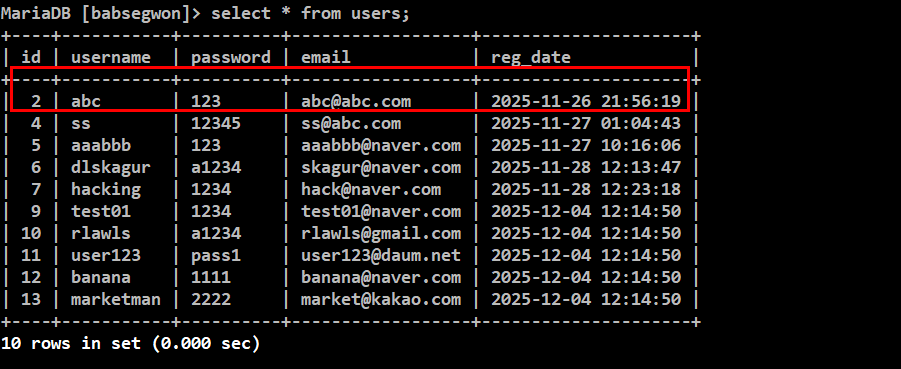 MariaDB [babsegwon]> select * from users;
+----+-----------+----------+------------------+---------------------+
| id | username  | password | email            | reg_date            |
+----+-----------+----------+------------------+---------------------+
|  2 | abc       | 123      | abc@abc.com      | 2025-11-26 21:56:19 |
|  4 | ss        | 12345    | ss@abc.com       | 2025-11-27 01:04:43 |
|  5 | aaabbb    | 123      | aaabbb@naver.com | 2025-11-27 10:16:06 |
|  6 | dlskagur  | a1234    | skagur@naver.com | 2025-11-28 12:13:47 |
|  7 | hacking   | 1234     | hack@naver.com   | 2025-11-28 12:23:18 |
|  9 | test01    | 1234     | test01@naver.com | 2025-12-04 12:14:50 |
| 10 | rlawls    | a1234    | rlawls@gmail.com | 2025-12-04 12:14:50 |
| 11 | user123   | pass1    | user123@daum.net | 2025-12-04 12:14:50 |
| 12 | banana    | 1111     | banana@naver.com | 2025-12-04 12:14:50 |
| 13 | marketman | 2222     | market@kakao.com | 2025-12-04 12:14:50 |
+----+-----------+----------+------------------+---------------------+
10 rows in set (0.000 sec)